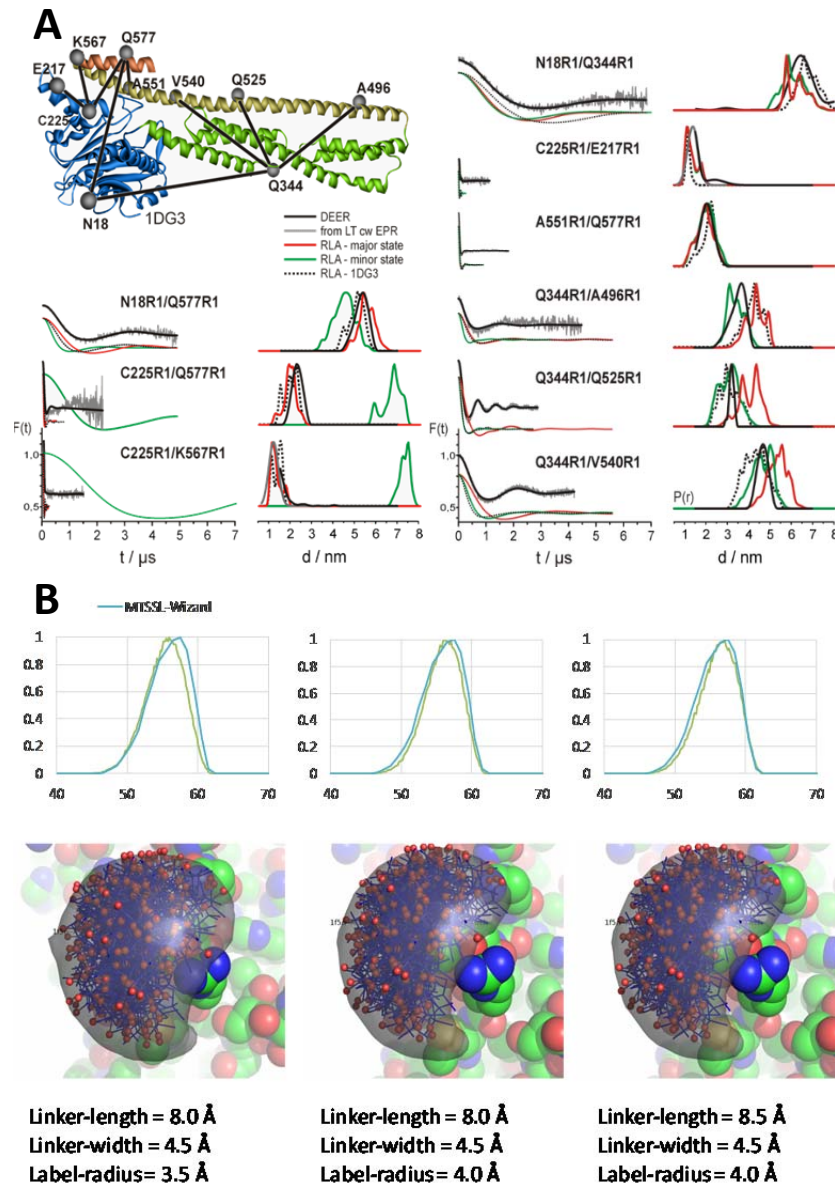 A
K567
Q577
E217
A551
V540
Q525
A496
C225
Q344
N18
1DG3
DEER
from LT cw EPR
RLA - major state
RLA - minor state
RLA - 1DG3
N18R1/Q577R1
C225R1/Q577R1
F(t)
C225R1/K567R1
1.0
0.5
0 1 2 3 4 5 6 7
t / µs
1 2 3 4 5 6 7 8
d / nm
N18R1/Q344R1
C225R1/E217R1
A551R1/Q577R1
Q344R1/A496R1
Q344R1/Q525R1
F(t)
Q344R1/V540R1
1.0
0.5
P(r)
0 1 2 3 4 5 6 7
t / µs
1 2 3 4 5 6 7 8
d / nm
B
MTSSL-Wizard
1
0.8
0.6
0.4
0.2
0
40 50 60 70
1
0.8
0.6
0.4
0.2
0
40 50 60 70
1
0.8
0.6
0.4
0.2
0
40 50 60 70
Linker-length = 8.0 Å
Linker-width = 4.5 Å
Label-radius= 3.5 Å
Linker-length = 8.0 Å
Linker-width = 4.5 Å
Label-radius = 4.0 Å
Linker-length = 8.5 Å
Linker-width = 4.5 Å
Label-radius = 4.0 Å